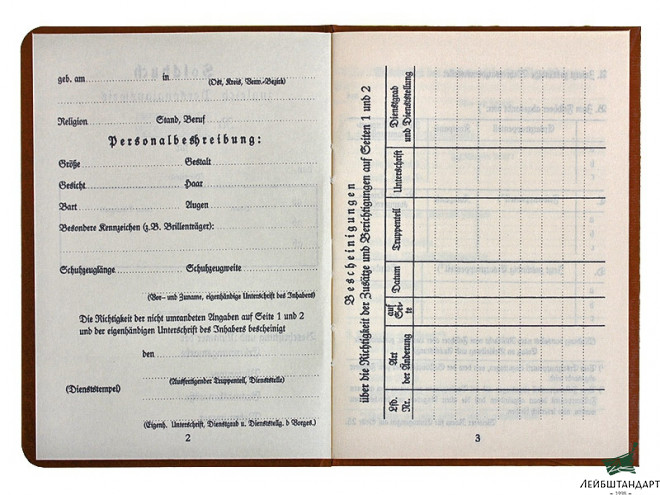 geb. am in
(Ort, Kreis, Verw.-Bezirk)
Religion Stand, Beruf
Personalbeschreibung:
Größe Gestalt
Gesicht Haar
Bart Augen
Besondere Kennzeichen (z.B. Brillenträger):
Schuhzeuglänge Schuhzeugweite
(Vor- und Zuname, eigenhändige Unterschrift des Inhabers)
Die Richtigkeit der nicht umrandeten Angaben auf Seite 1 und 2
und der eigenhändigen Unterschrift des Inhabers bescheinigt
den
(Ausfertigender Truppenteil, Dienststelle)
(Dienststempel)
(Eigenh. Unterschrift, Dienstgrad u. Dienststellg. d Vorges.)
2
Bescheinigungen
über die Richtigkeit der Zusätze und Berichtigungen auf Seiten 1 und 2
Lfd.
Nr.
Art
der Änderung
auf
Sei-
te
Datum
Truppenteil
Unterschrift
Dienstgrad
und Dienststellung
3
ЛЕЙБШТАНДАРТ
– 1998 –